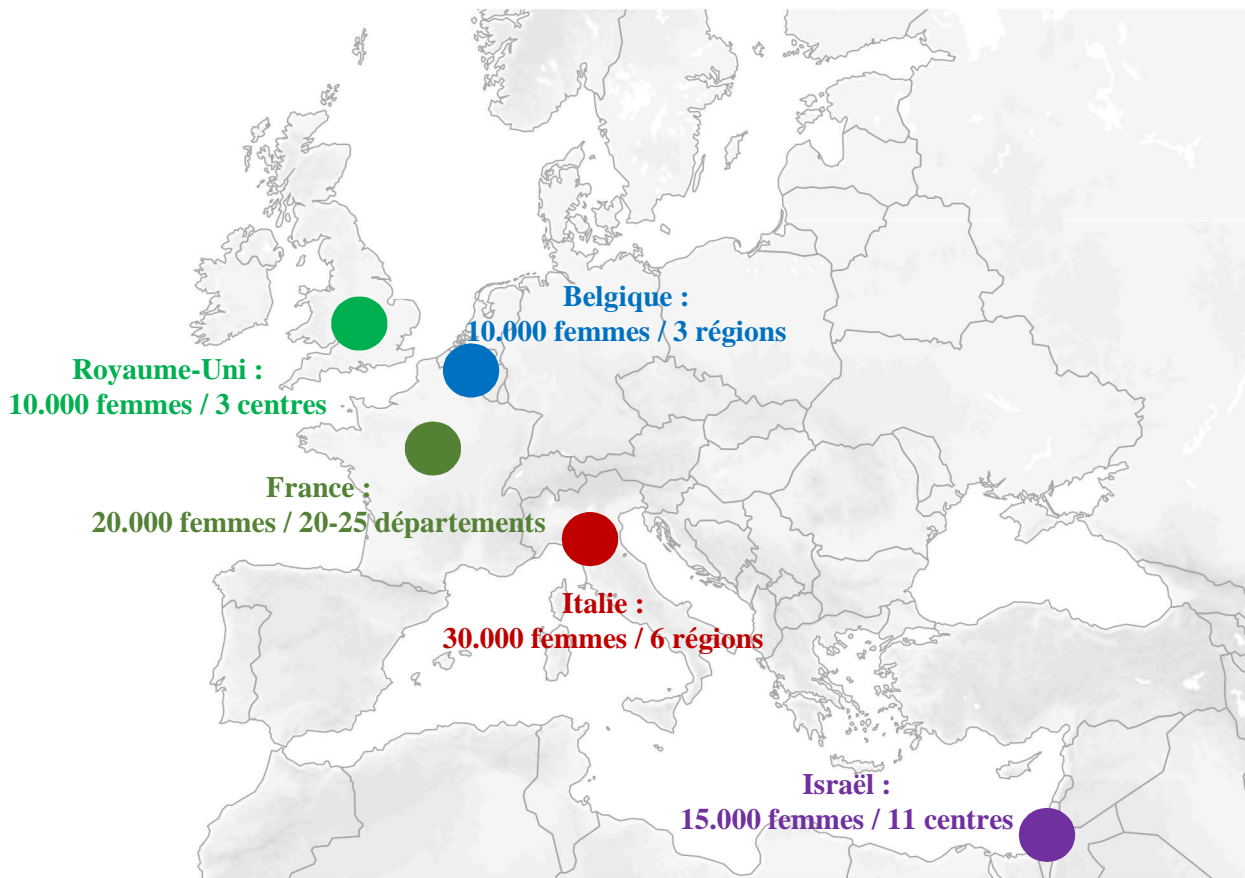 Belgique :
10.000 femmes / 3 régions
Royaume-Uni :
10.000 femmes / 3 centres
France :
20.000 femmes / 20-25 départements
Italie :
30.000 femmes / 6 régions
Israël :
15.000 femmes / 11 centres